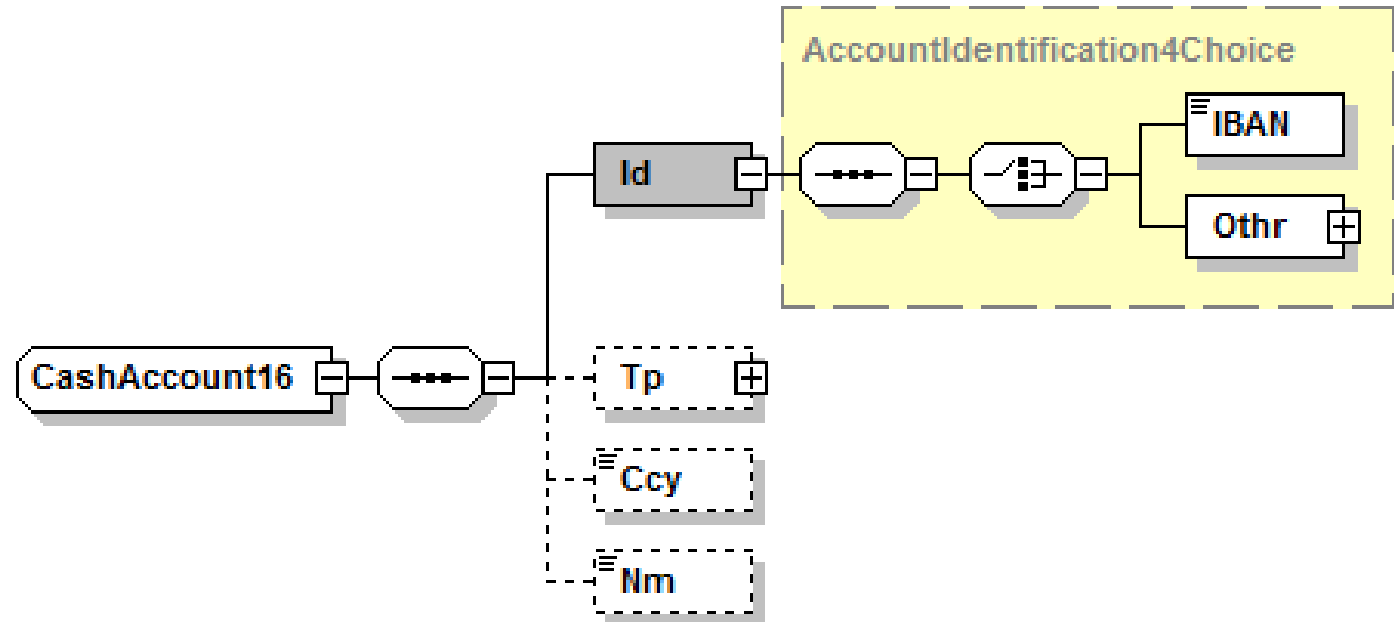 AccountIdentification4Choice
IBAN
Id
Othr
CashAccount16
Tp
Ccy
Nm